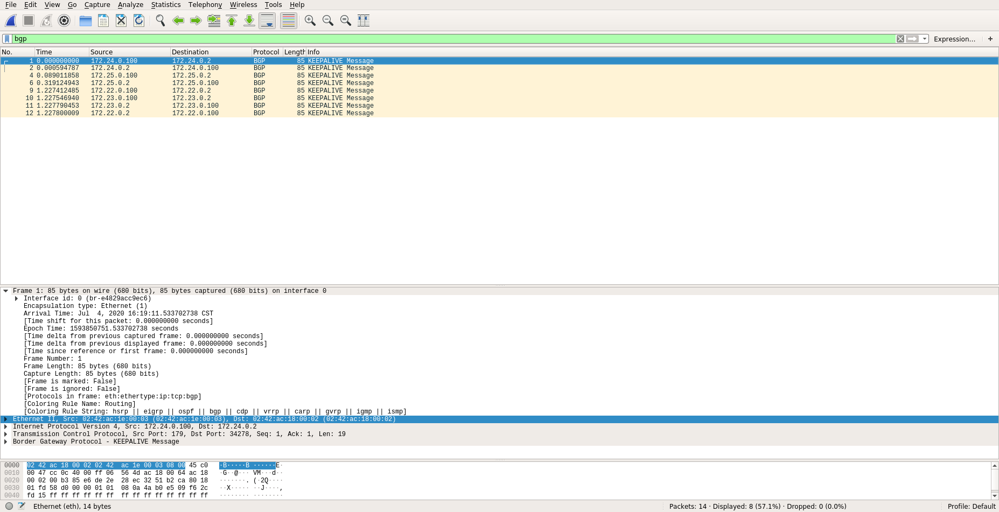 File Edit View Go Capture Analyze Statistics Telephony Wireless Tools Help
bgp Expression… +
No. Time Source Destination Protocol Length Info
1 0.000000000 172.24.0.100 172.24.0.2 BGP 85 KEEPALIVE Message
2 0.000594787 172.24.0.2 172.24.0.100 BGP 85 KEEPALIVE Message
4 0.089011858 172.25.0.100 172.25.0.2 BGP 85 KEEPALIVE Message
6 0.319124943 172.25.0.2 172.25.0.100 BGP 85 KEEPALIVE Message
9 1.227412485 172.22.0.100 172.22.0.2 BGP 85 KEEPALIVE Message
10 1.227546940 172.23.0.100 172.23.0.2 BGP 85 KEEPALIVE Message
11 1.227790453 172.23.0.2 172.23.0.100 BGP 85 KEEPALIVE Message
12 1.227800009 172.22.0.2 172.22.0.100 BGP 85 KEEPALIVE Message
Frame 1: 85 bytes on wire (680 bits), 85 bytes captured (680 bits) on interface 0
Interface id: 0 (br-e4829acc9ec6)
Encapsulation type: Ethernet (1)
Arrival Time: Jul  4, 2020 16:19:11.533702738 CST
[Time shift for this packet: 0.000000000 seconds]
Epoch Time: 1593850751.533702738 seconds
[Time delta from previous captured frame: 0.000000000 seconds]
[Time delta from previous displayed frame: 0.000000000 seconds]
[Time since reference or first frame: 0.000000000 seconds]
Frame Number: 1
Frame Length: 85 bytes (680 bits)
Capture Length: 85 bytes (680 bits)
[Frame is marked: False]
[Frame is ignored: False]
[Protocols in frame: eth:ethertype:ip:tcp:bgp]
[Coloring Rule Name: Routing]
[Coloring Rule String: hsrp || eigrp || ospf || bgp || cdp || vrrp || carp || gvrp || igmp || ismp]
Ethernet II, Src: 02:42:ac:1e:00:03 (02:42:ac:1e:00:03), Dst: 02:42:ac:18:00:02 (02:42:ac:18:00:02)
Internet Protocol Version 4, Src: 172.24.0.100, Dst: 172.24.0.2
Transmission Control Protocol, Src Port: 179, Dst Port: 34278, Seq: 1, Ack: 1, Len: 19
Border Gateway Protocol - KEEPALIVE Message
0000 02 42 ac 18 00 02 02 42 ac 1e 00 03 08 00 45 c0 ·B·····B ······E·
0010 00 47 cc 0c 40 00 ff 06 56 4d ac 18 00 64 ac 18 ·G··@··· VM···d··
0020 00 02 00 b3 85 e6 de 2e 28 ec 32 51 b2 ca 80 18 ·······. (·2Q····
0030 01 fd 58 d0 00 00 01 01 08 0a 4a b0 e5 09 f6 2c ··X····· ··J····,
0040 fd 15 ff ff ff ff ff ff ff ff ff ff ff ff ff ff ········ ········
Ethernet (eth), 14 bytes Packets: 14 · Displayed: 8 (57.1%) · Dropped: 0 (0.0%) Profile: Default